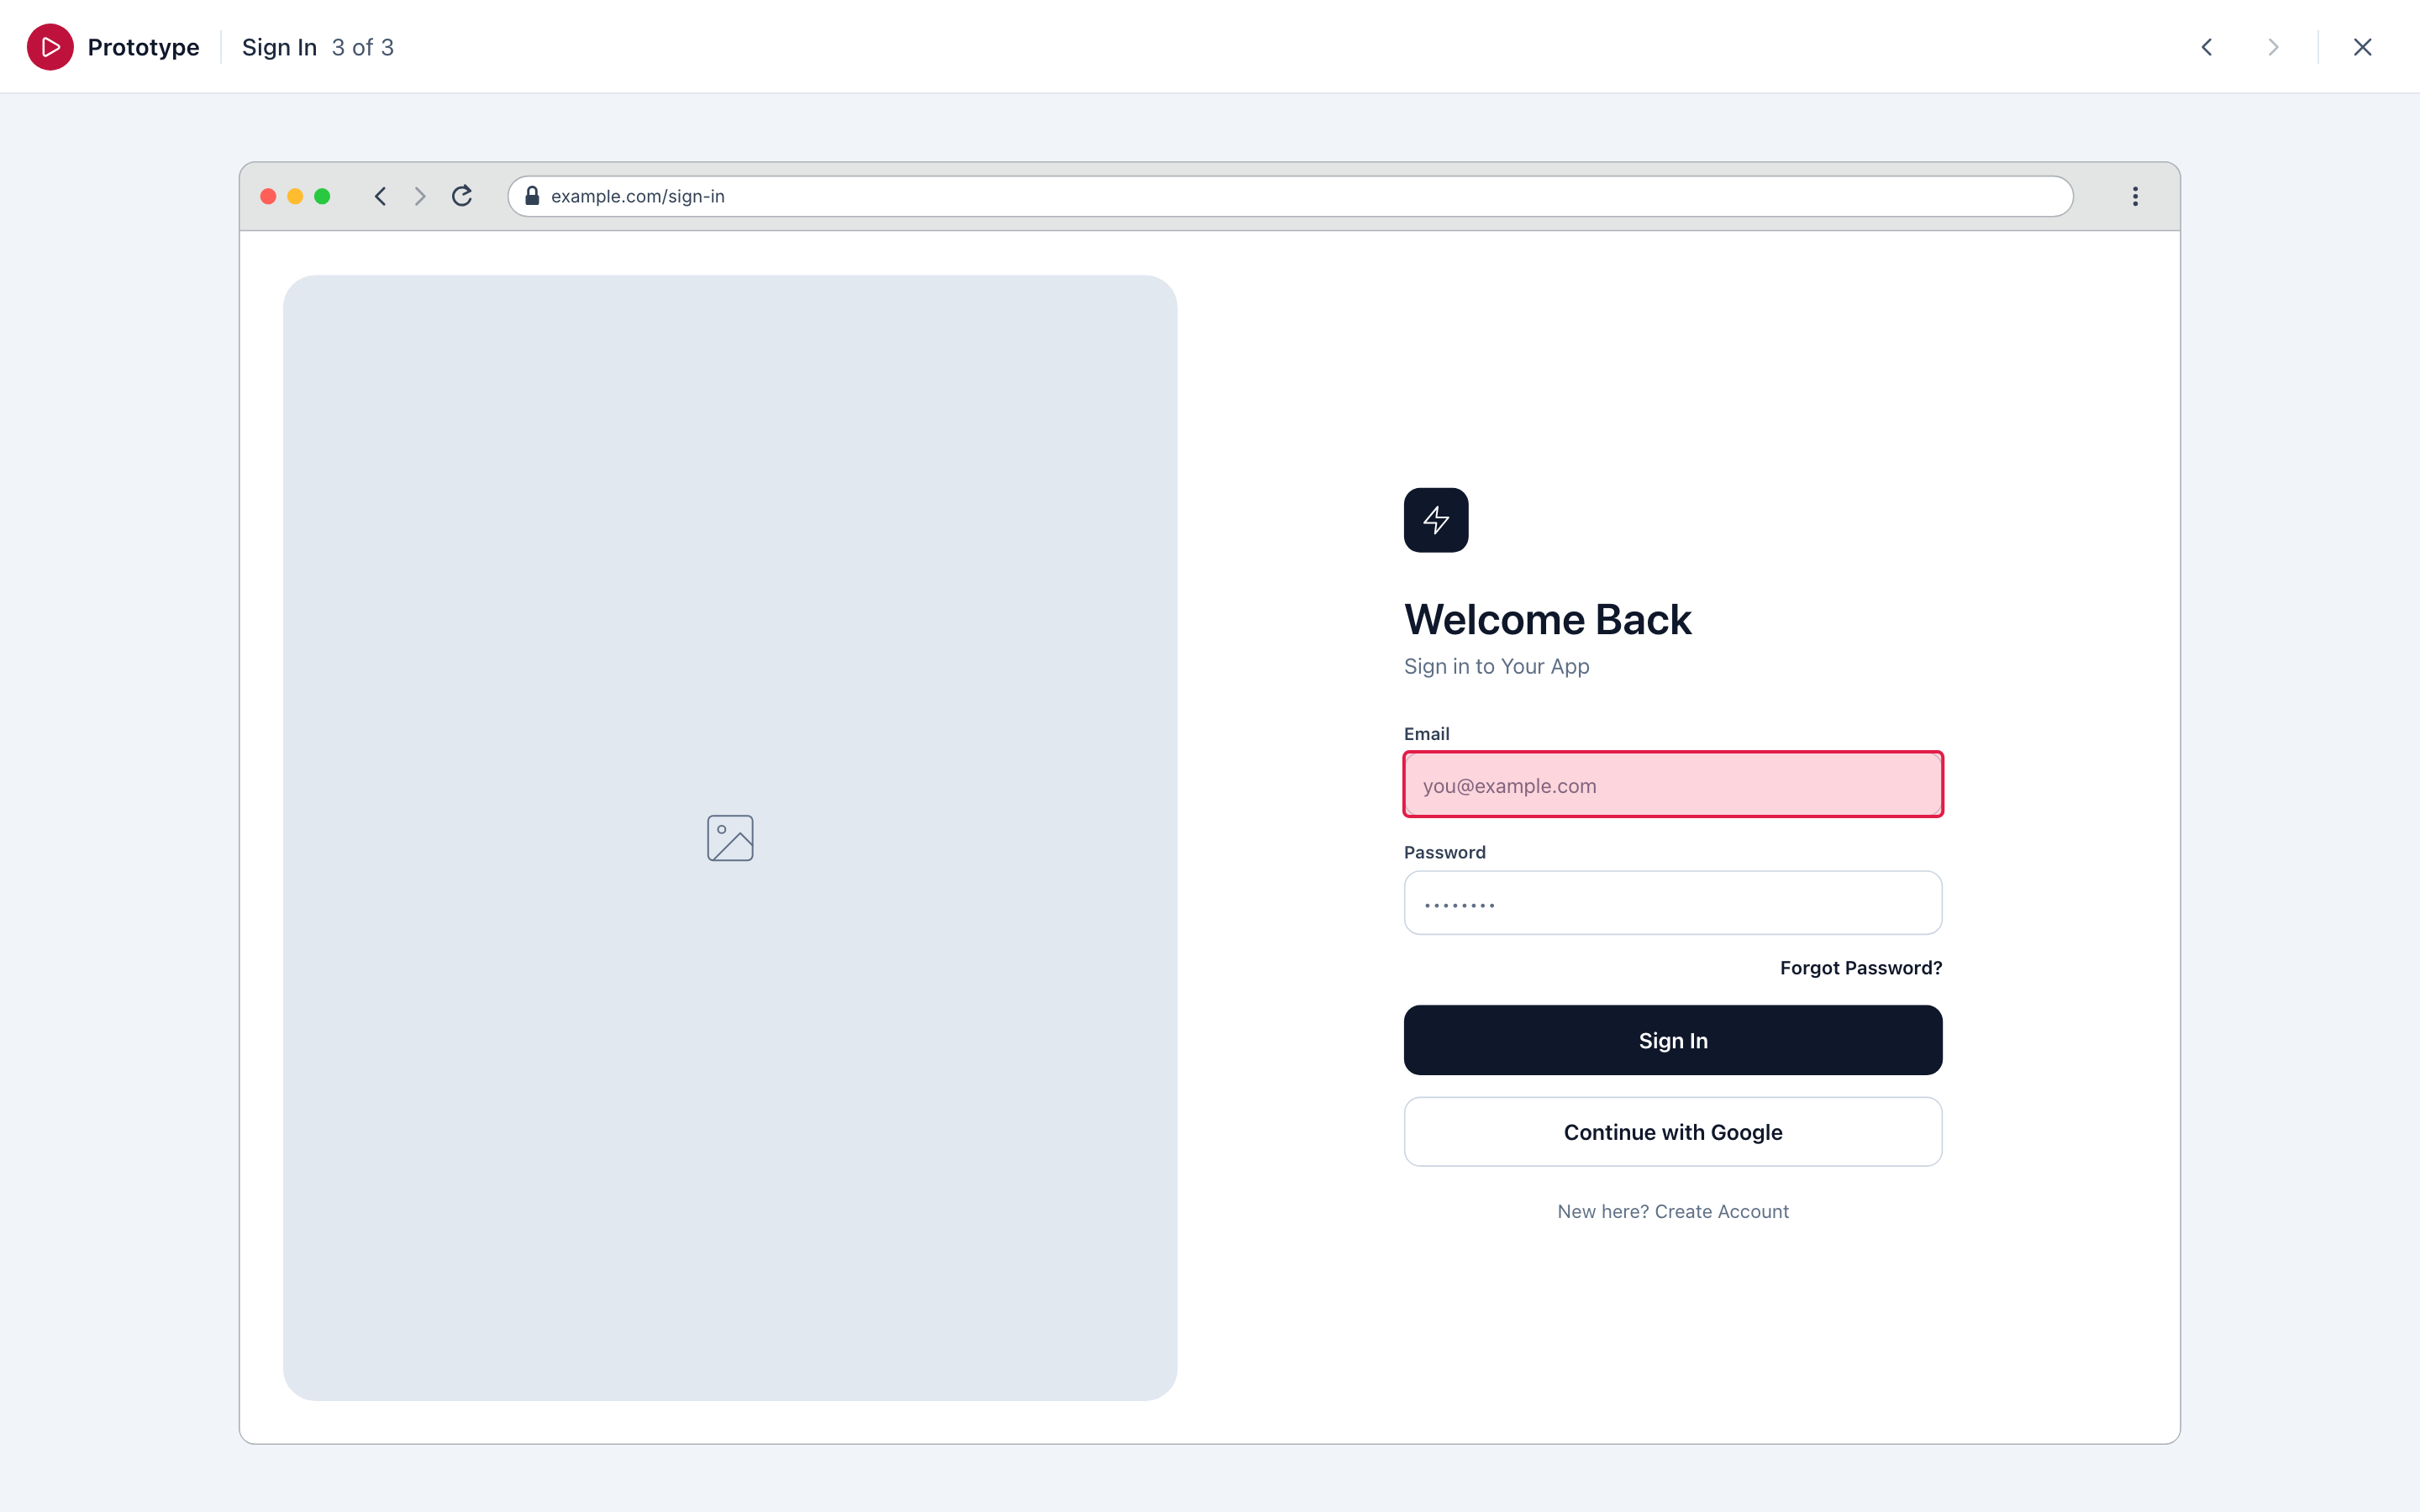 Prototype
Sign In 3 of 3
example.com/sign-in
Welcome Back
Sign in to Your App
Email
you@example.com
Password
••••••••
Forgot Password?
Sign In
Continue with Google
New here? Create Account